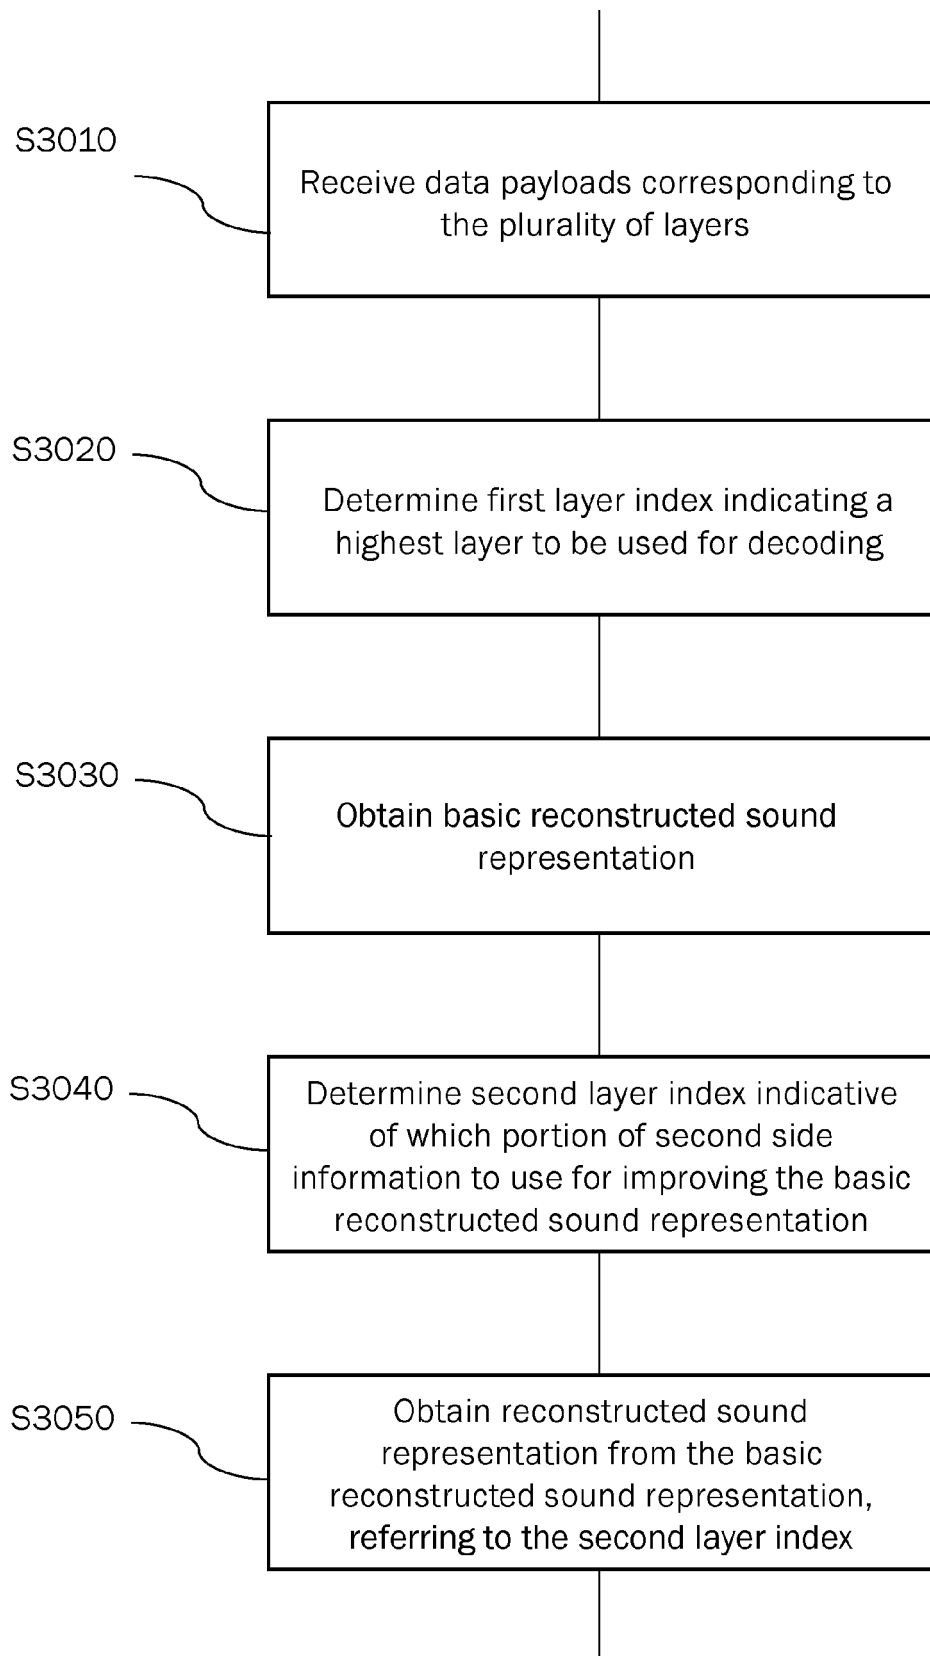 S3010
Receive data payloads corresponding to
the plurality of layers
S3020
Determine first layer index indicating a
highest layer to be used for decoding
S3030
Obtain basic reconstructed sound
representation
S3040
Determine second layer index indicative
of which portion of second side
information to use for improving the basic
reconstructed sound representation
S3050
Obtain reconstructed sound
representation from the basic
reconstructed sound representation,
referring to the second layer index